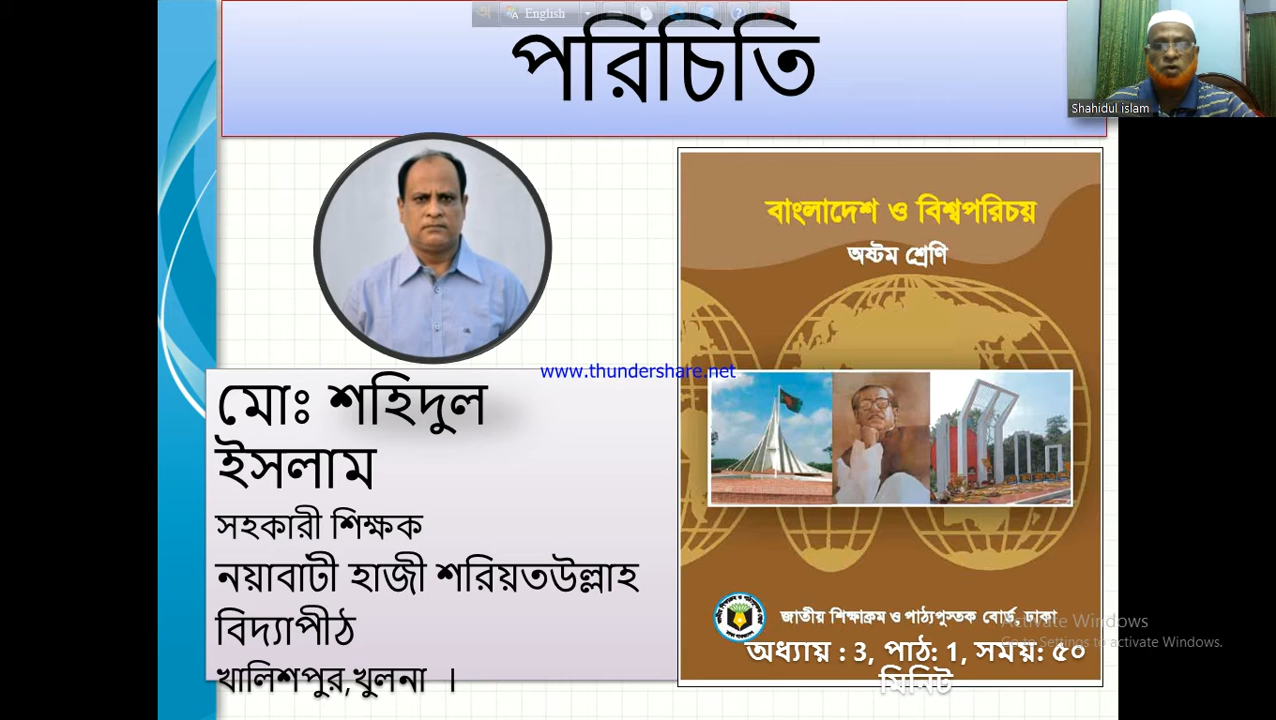 English
পরিচিতি
Shahidul islam
বাংলাদেশ ও বিশ্বপরিচয়
অষ্টম শ্রেণি
www.thundershare.net
মোঃ শহিদুল
ইসলাম
সহকারী শিক্ষক
নয়াবাটী হাজী শরিয়তউল্লাহ
বিদ্যাপীঠ
খালিশপুর,খুলনা ।
জাতীয় শিক্ষাক্রম ও পাঠ্যপুস্তক বোর্ড, ঢাকা
অধ্যায় : 3, পাঠ: 1, সময়: ৫০
মিনিট
Activate Windows
Go to Settings to activate Windows.